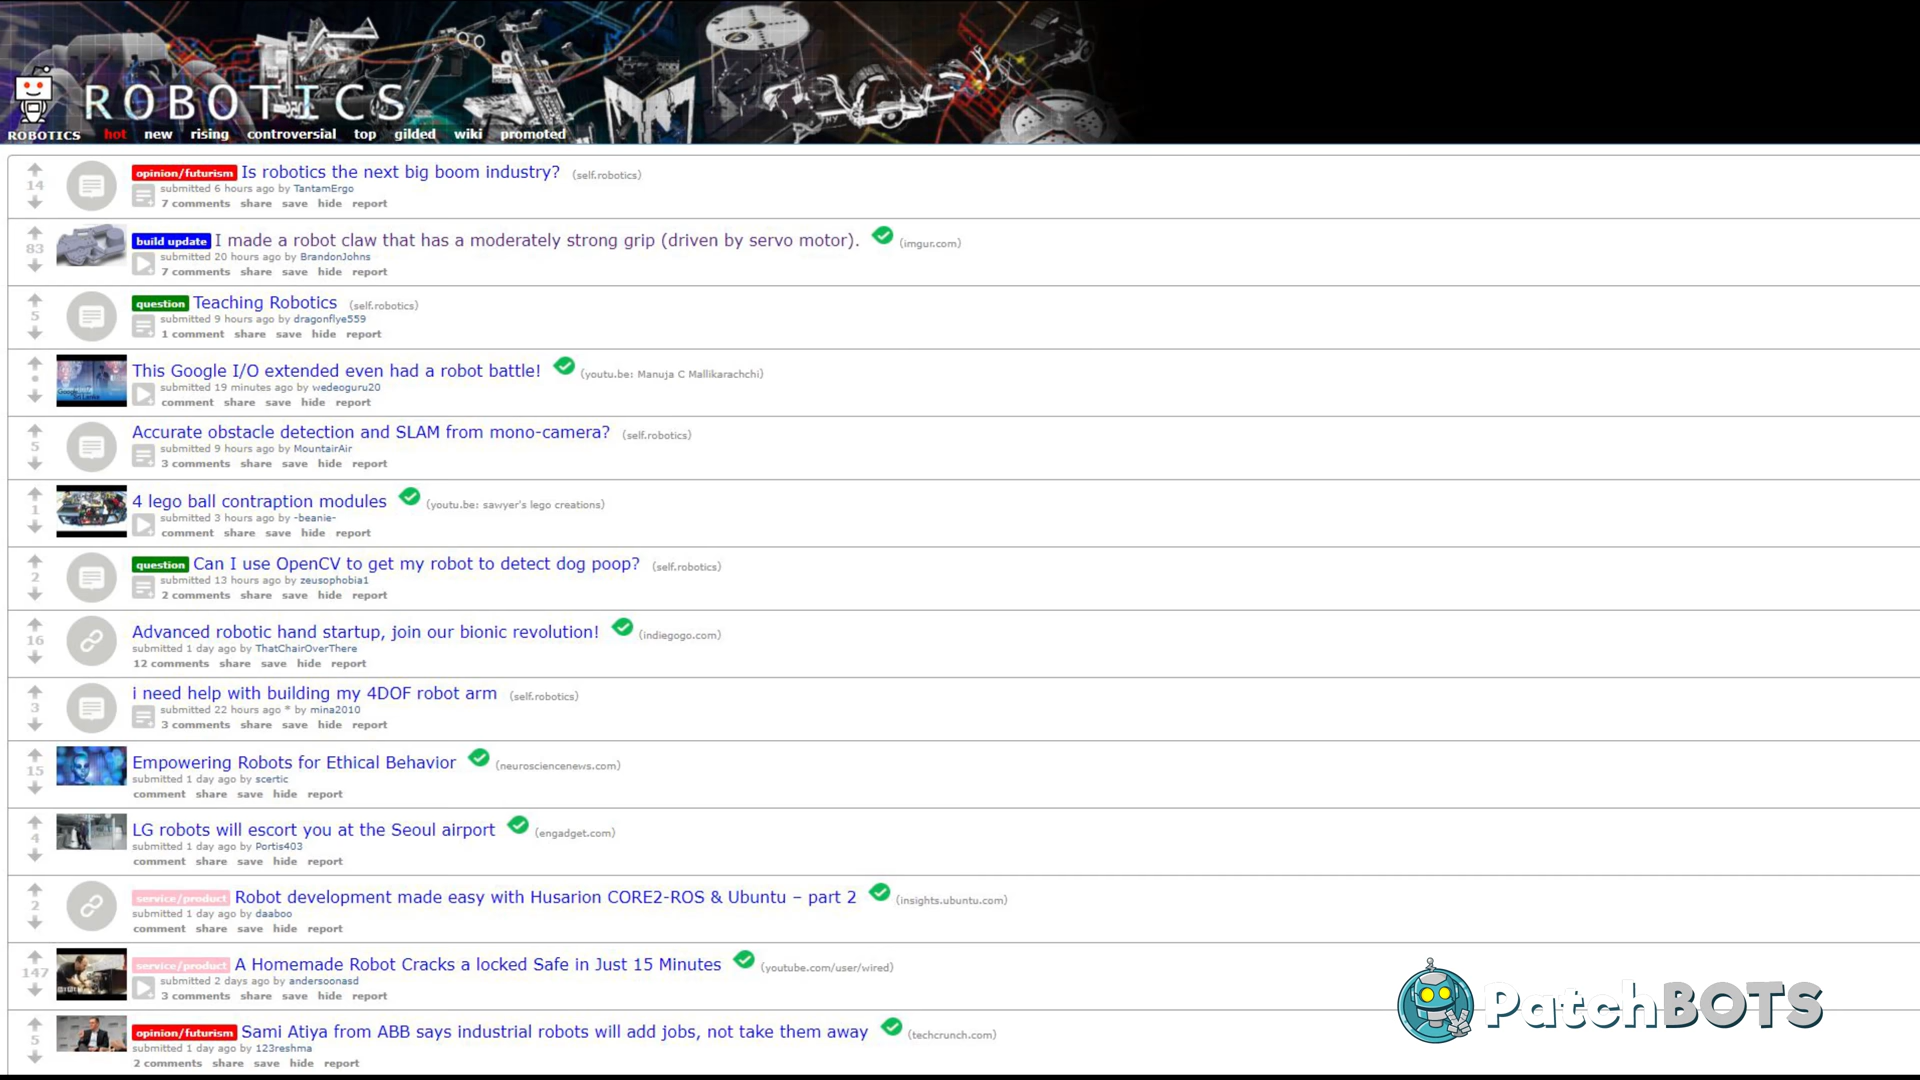 ROBOTICS
ROBOTICS hot new rising controversial top gilded wiki promoted
14
opinion/futurism Is robotics the next big boom industry? (self.robotics)
submitted 6 hours ago by TantamErgo
7 comments share save hide report
83
build update I made a robot claw that has a moderately strong grip (driven by servo motor). (imgur.com)
submitted 20 hours ago by BrandonJohns
7 comments share save hide report
5
question Teaching Robotics (self.robotics)
submitted 9 hours ago by dragonflye559
1 comment share save hide report
This Google I/O extended even had a robot battle! (youtu.be: Manuja C Mallikarachchi)
submitted 19 minutes ago by wedeoguru20
comment share save hide report
5
Accurate obstacle detection and SLAM from mono-camera? (self.robotics)
submitted 9 hours ago by MountairAir
3 comments share save hide report
1
4 lego ball contraption modules (youtu.be: sawyer's lego creations)
submitted 3 hours ago by -beanie-
comment share save hide report
2
question Can I use OpenCV to get my robot to detect dog poop? (self.robotics)
submitted 13 hours ago by zeusophobia1
2 comments share save hide report
16
Advanced robotic hand startup, join our bionic revolution! (indiegogo.com)
submitted 1 day ago by ThatChairOverThere
12 comments share save hide report
3
i need help with building my 4DOF robot arm (self.robotics)
submitted 22 hours ago * by mina2010
3 comments share save hide report
15
Empowering Robots for Ethical Behavior (neurosciencenews.com)
submitted 1 day ago by scertic
comment share save hide report
4
LG robots will escort you at the Seoul airport (engadget.com)
submitted 1 day ago by Portis403
comment share save hide report
2
service/product Robot development made easy with Husarion CORE2-ROS & Ubuntu – part 2 (insights.ubuntu.com)
submitted 1 day ago by daaboo
comment share save hide report
147
service/product A Homemade Robot Cracks a locked Safe in Just 15 Minutes (youtube.com/user/wired)
submitted 2 days ago by andersoonasd
3 comments share save hide report
5
opinion/futurism Sami Atiya from ABB says industrial robots will add jobs, not take them away (techcrunch.com)
submitted 1 day ago by 123reshma
2 comments share save hide report
PatchBOTS